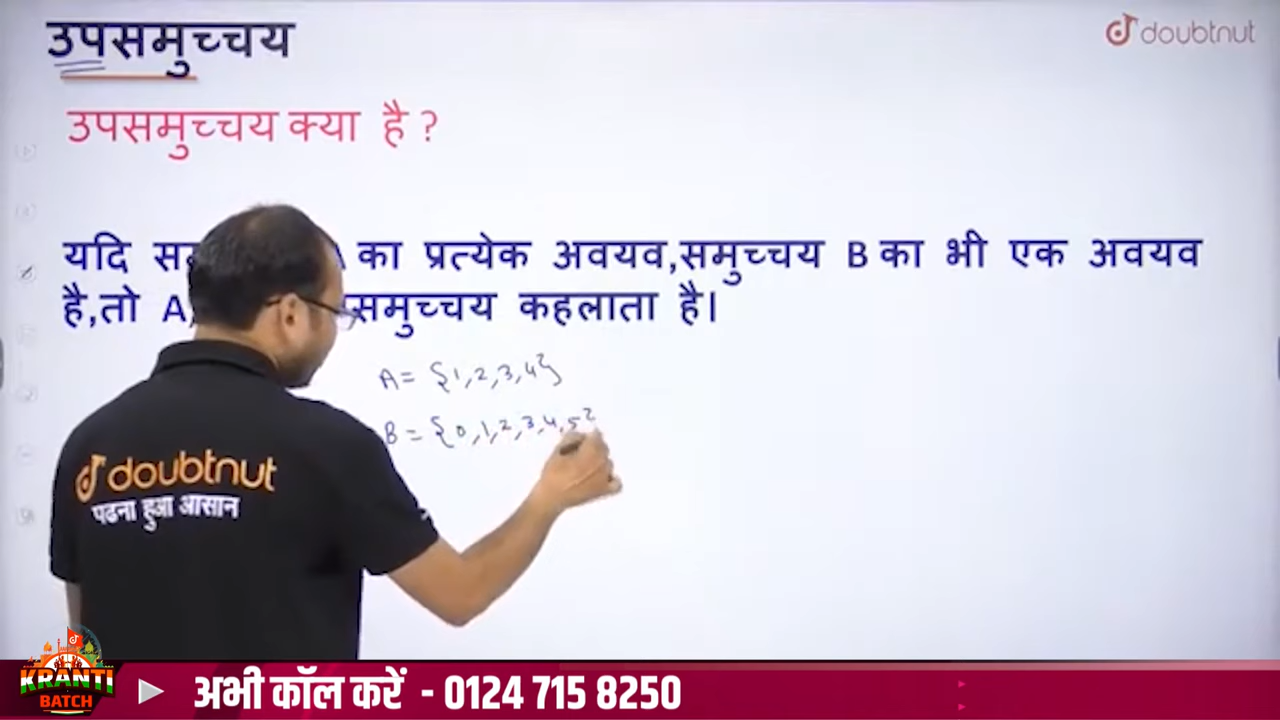 उपसमुच्चय
doubtnut
उपसमुच्चय क्या है ?
यदि का प्रत्येक अवयव,समुच्चय B का भी एक अवयव
है,तो A, समुच्चय कहलाता है।
A = {1,2,3,4}
B = {0,1,2,3,4,5
doubtnut
पढना हुआ आसान
KRANTI
BATCH
अभी कॉल करें - 0124 715 8250